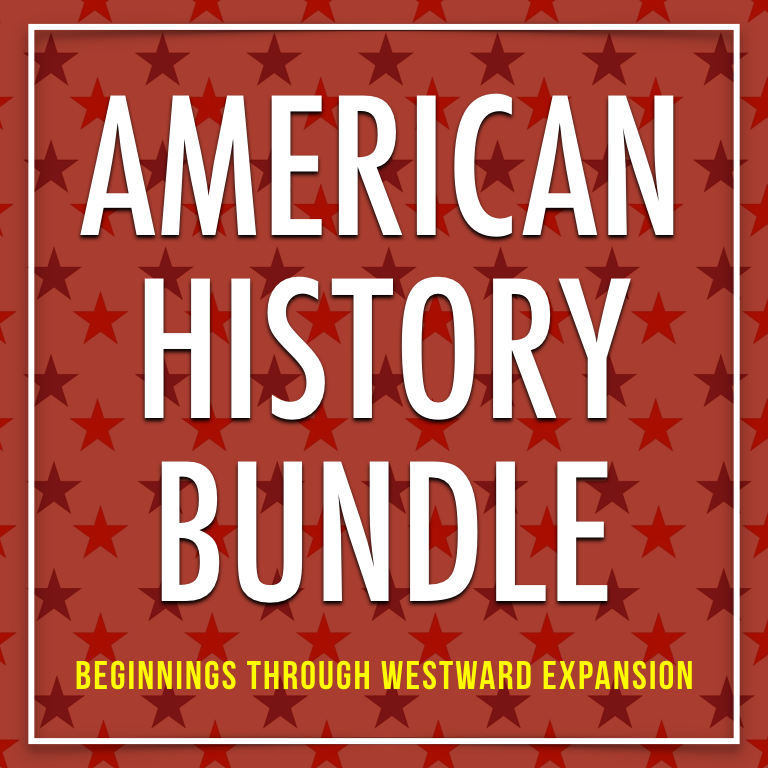 AMERICAN
HISTORY
BUNDLE
BEGINNINGS THROUGH WESTWARD EXPANSION